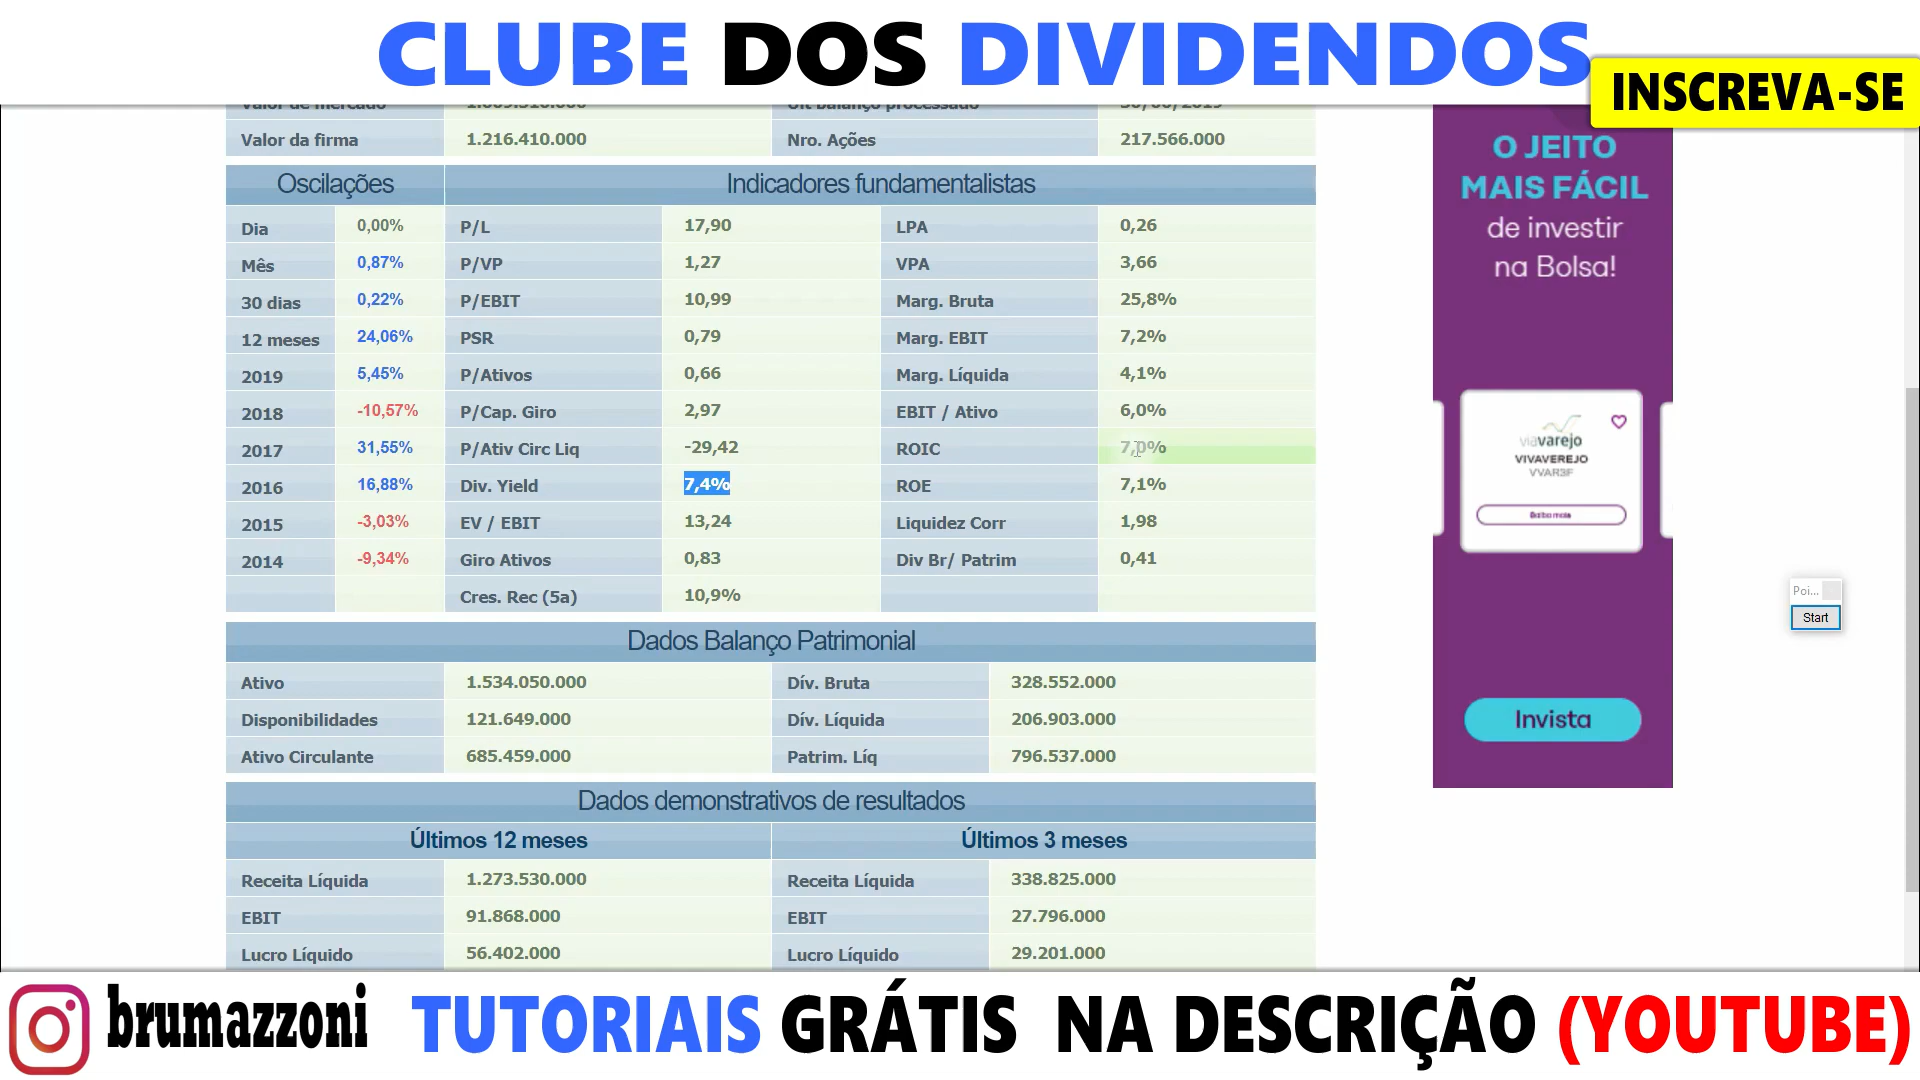 CLUBE DOS DIVIDENDOS
INSCREVA-SE
Valor de mercado Ult balanço processado
Valor da firma 1.216.410.000 Nro. Ações 217.566.000
Oscilações Indicadores fundamentalistas
Dia 0,00% P/L 17,90 LPA 0,26
Mês 0,87% P/VP 1,27 VPA 3,66
30 dias 0,22% P/EBIT 10,99 Marg. Bruta 25,8%
12 meses 24,06% PSR 0,79 Marg. EBIT 7,2%
2019 5,45% P/Ativos 0,66 Marg. Líquida 4,1%
2018 -10,57% P/Cap. Giro 2,97 EBIT / Ativo 6,0%
2017 31,55% P/Ativ Circ Liq -29,42 ROIC 7,0%
2016 16,88% Div. Yield 7,4% ROE 7,1%
2015 -3,03% EV / EBIT 13,24 Liquidez Corr 1,98
2014 -9,34% Giro Ativos 0,83 Div Br/ Patrim 0,41
Cres. Rec (5a) 10,9%
Dados Balanço Patrimonial
Ativo 1.534.050.000 Dív. Bruta 328.552.000
Disponibilidades 121.649.000 Dív. Líquida 206.903.000
Ativo Circulante 685.459.000 Patrim. Líq 796.537.000
Dados demonstrativos de resultados
Últimos 12 meses Últimos 3 meses
Receita Líquida 1.273.530.000 Receita Líquida 338.825.000
EBIT 91.868.000 EBIT 27.796.000
Lucro Líquido 56.402.000 Lucro Líquido 29.201.000
O JEITO
MAIS FÁCIL
de investir
na Bolsa!
viavarejo
VIVAVEREJO
VVAR3F
Saiba mais
Invista
Poi...
Start
brumazzoni TUTORIAIS GRÁTIS NA DESCRIÇÃO (YOUTUBE)